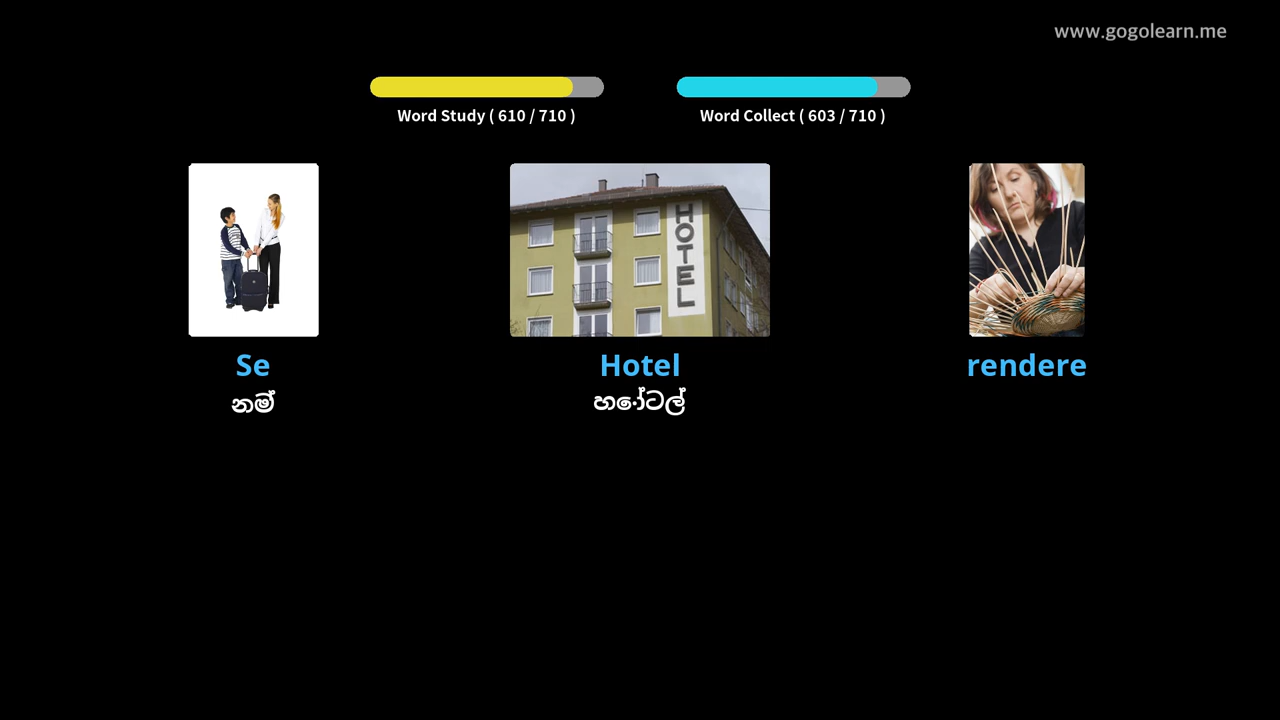 www.gogolearn.me
Word Study ( 610 / 710 )
Word Collect ( 603 / 710 )
HOTEL
Se
Hotel
rendere
නම්
හෝටල්